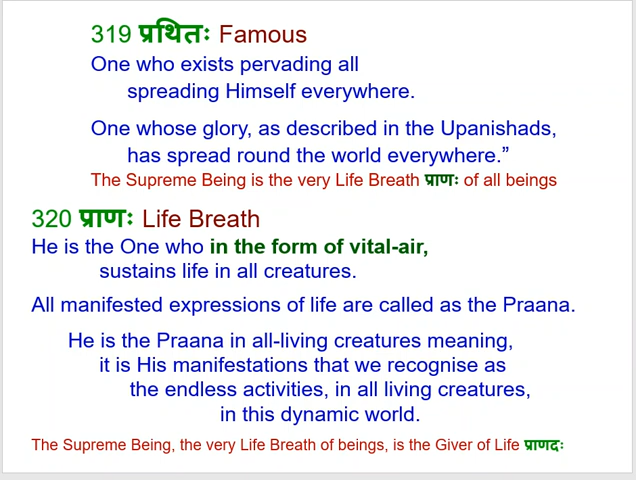 319 प्रथितः Famous
One who exists pervading all
spreading Himself everywhere.
One whose glory, as described in the Upanishads,
has spread round the world everywhere.”
The Supreme Being is the very Life Breath प्राणः of all beings
320 प्राणः Life Breath
He is the One who in the form of vital-air,
sustains life in all creatures.
All manifested expressions of life are called as the Praana.
He is the Praana in all-living creatures meaning,
it is His manifestations that we recognise as
the endless activities, in all living creatures,
in this dynamic world.
The Supreme Being, the very Life Breath of beings, is the Giver of Life प्राणदः